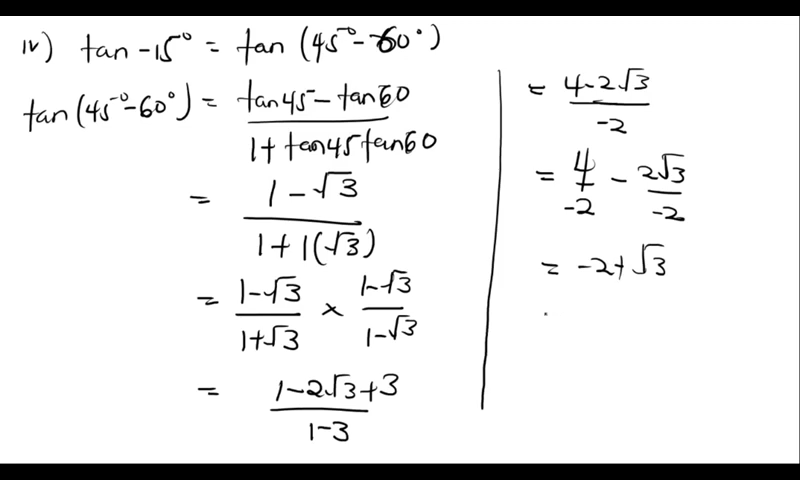 iv) tan -15° = tan (45° - 60°)
tan (45° - 60°) = tan45 - tan60 / 1 + tan45 tan60
= 1 - √3 / 1 + 1(√3)
= 1-√3 / 1+√3 × 1-√3 / 1-√3
= 1-2√3+3 / 1-3
= 4-2√3 / -2
= 4 / -2 - 2√3 / -2
= -2+√3